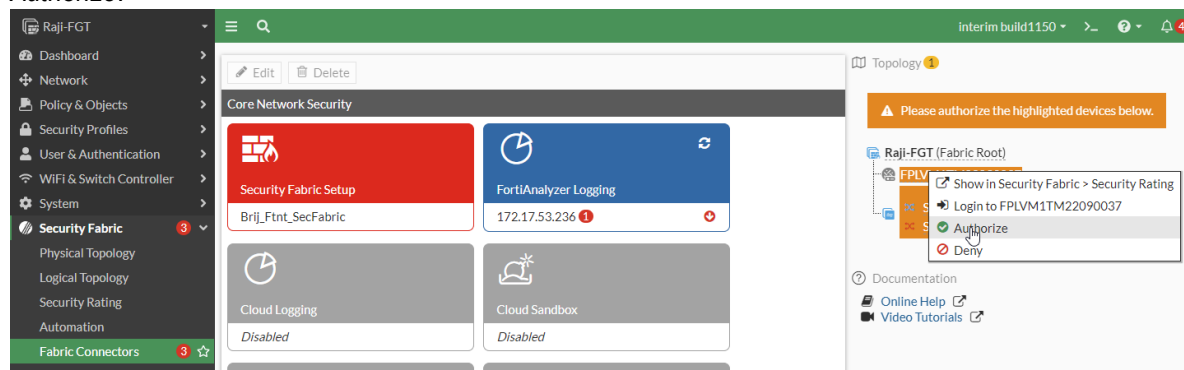 Raji-FGT
interim build1150
>_
4
Dashboard
Network
Policy & Objects
Security Profiles
User & Authentication
WiFi & Switch Controller
System
Security Fabric 3
Physical Topology
Logical Topology
Security Rating
Automation
Fabric Connectors 3
Edit Delete
Core Network Security
Security Fabric Setup
Brij_Ftnt_SecFabric
FortiAnalyzer Logging
172.17.53.236 1
Cloud Logging
Disabled
Cloud Sandbox
Disabled
Topology 1
Please authorize the highlighted devices below.
Raji-FGT (Fabric Root)
Show in Security Fabric > Security Rating
Login to FPLVM1TM22090037
Authorize
Deny
Documentation
Online Help
Video Tutorials